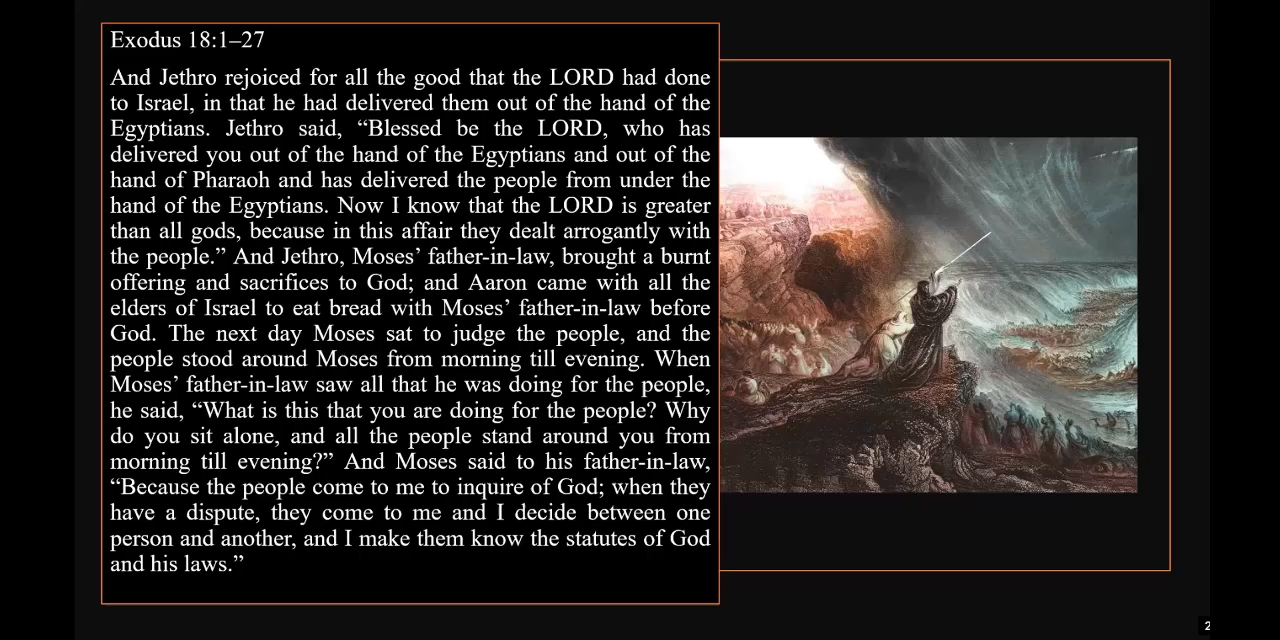 Exodus 18:1–27
And Jethro rejoiced for all the good that the LORD had done
to Israel, in that he had delivered them out of the hand of the
Egyptians. Jethro said, “Blessed be the LORD, who has
delivered you out of the hand of the Egyptians and out of the
hand of Pharaoh and has delivered the people from under the
hand of the Egyptians. Now I know that the LORD is greater
than all gods, because in this affair they dealt arrogantly with
the people.” And Jethro, Moses’ father-in-law, brought a burnt
offering and sacrifices to God; and Aaron came with all the
elders of Israel to eat bread with Moses’ father-in-law before
God. The next day Moses sat to judge the people, and the
people stood around Moses from morning till evening. When
Moses’ father-in-law saw all that he was doing for the people,
he said, “What is this that you are doing for the people? Why
do you sit alone, and all the people stand around you from
morning till evening?” And Moses said to his father-in-law,
“Because the people come to me to inquire of God; when they
have a dispute, they come to me and I decide between one
person and another, and I make them know the statutes of God
and his laws.”
2